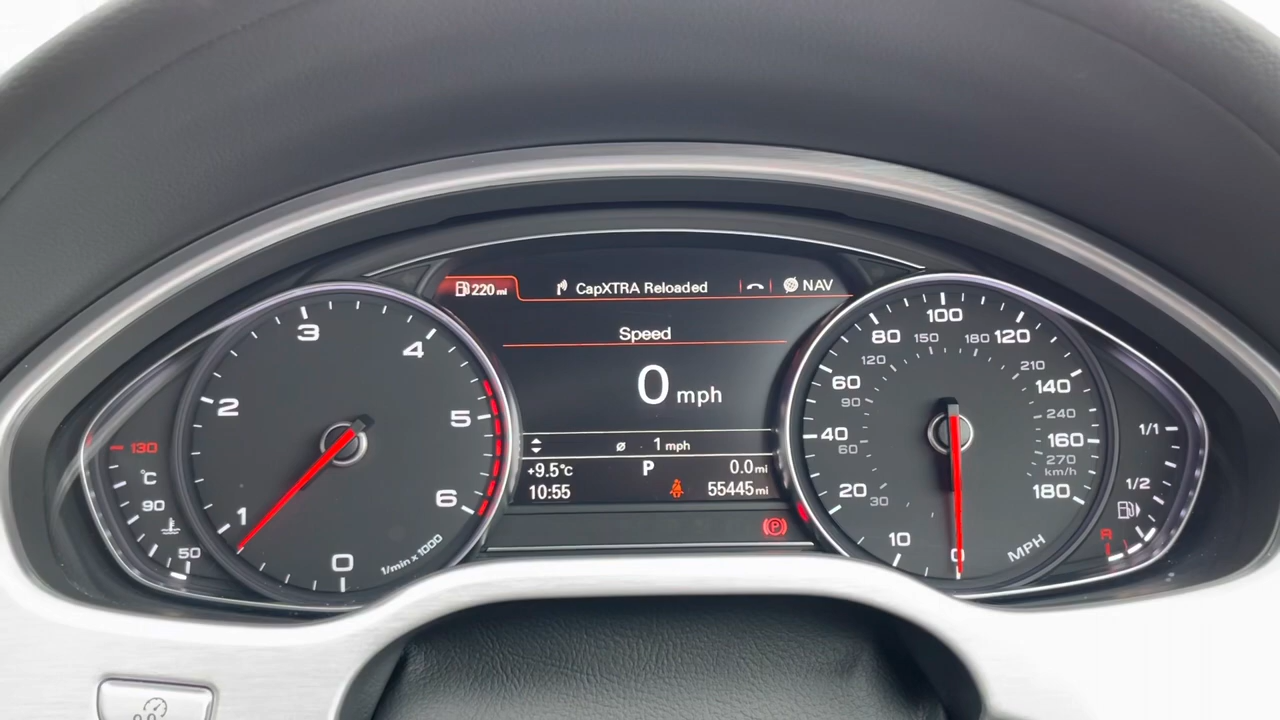 220 mi CapXTRA Reloaded NAV
Speed
0 mph
ø 1 mph
+9.5°C P 0.0 mi
10:55 55445 mi
(P)
0
1
2
3
4
5
6
1/min x 1000
130
°C
90
50
0
10
20
40
60
80
100
120
140
160
180
30
60
90
120
150
180
210
240
270
km/h
MPH
1/1
1/2
R